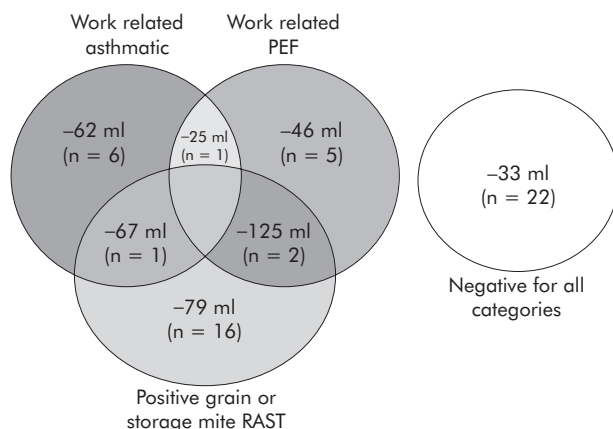 Work related
asthmatic
Work related
PEF
–62 ml
(n = 6)
–25 ml
(n = 1)
–46 ml
(n = 5)
–33 ml
(n = 22)
–67 ml
(n = 1)
–125 ml
(n = 2)
Negative for all
categories
–79 ml
(n = 16)
Positive grain or
storage mite RAST